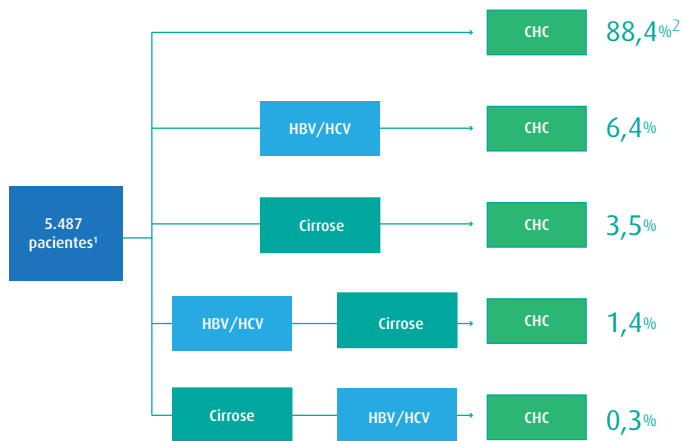 CHC 88,4%²
HBV/HCV CHC 6,4%
5.487
pacientes¹
Cirrose CHC 3,5%
HBV/HCV Cirrose CHC 1,4%
Cirrose HBV/HCV CHC 0,3%